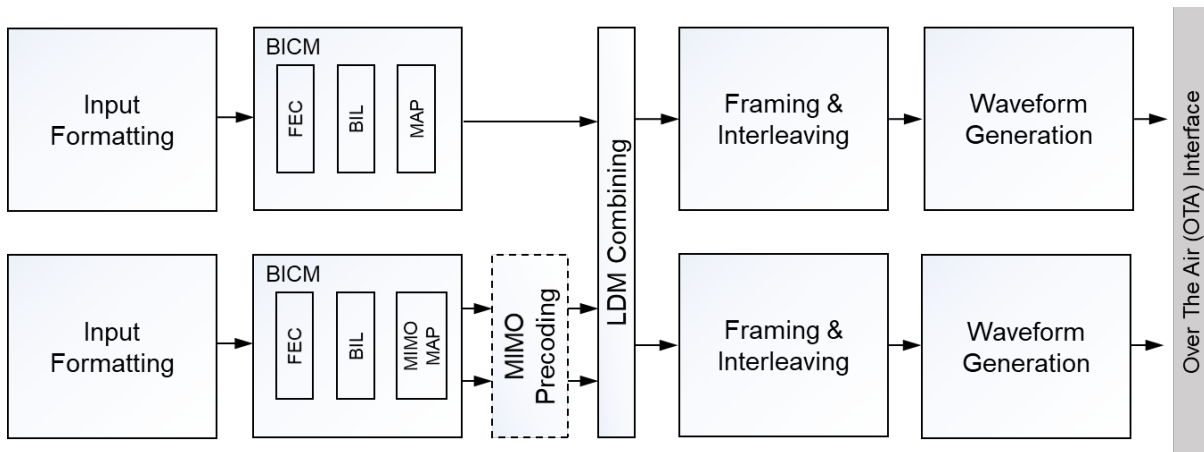 Input
Formatting
BICM
FEC
BIL
MAP
LDM Combining
Framing &
Interleaving
Waveform
Generation
Over The Air (OTA) Interface
Input
Formatting
BICM
FEC
BIL
MIMO
MAP
MIMO
Precoding
Framing &
Interleaving
Waveform
Generation